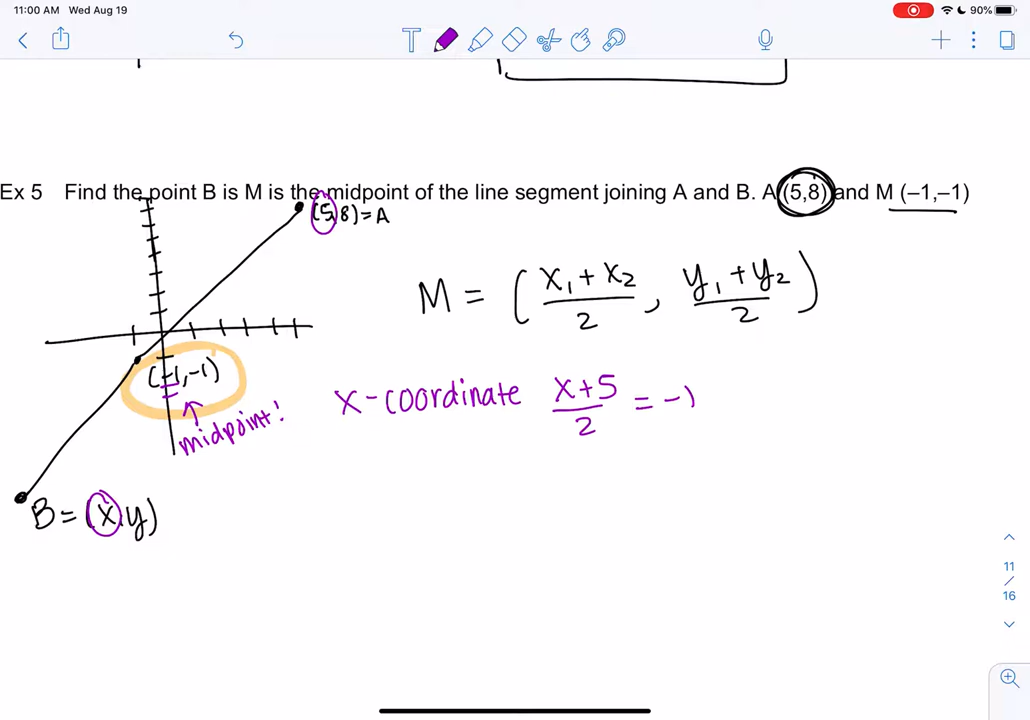 11:00 AM Wed Aug 19
90%
T
Ex 5 Find the point B is M is the midpoint of the line segment joining A and B. A (5,8) and M (–1,–1)
(5,8)=A
M = (x₁+x₂/2, y₁+y₂/2)
(-1,-1)
x-coordinate x+5/2 = -1
midpoint!
B = (x,y)
11
/
16